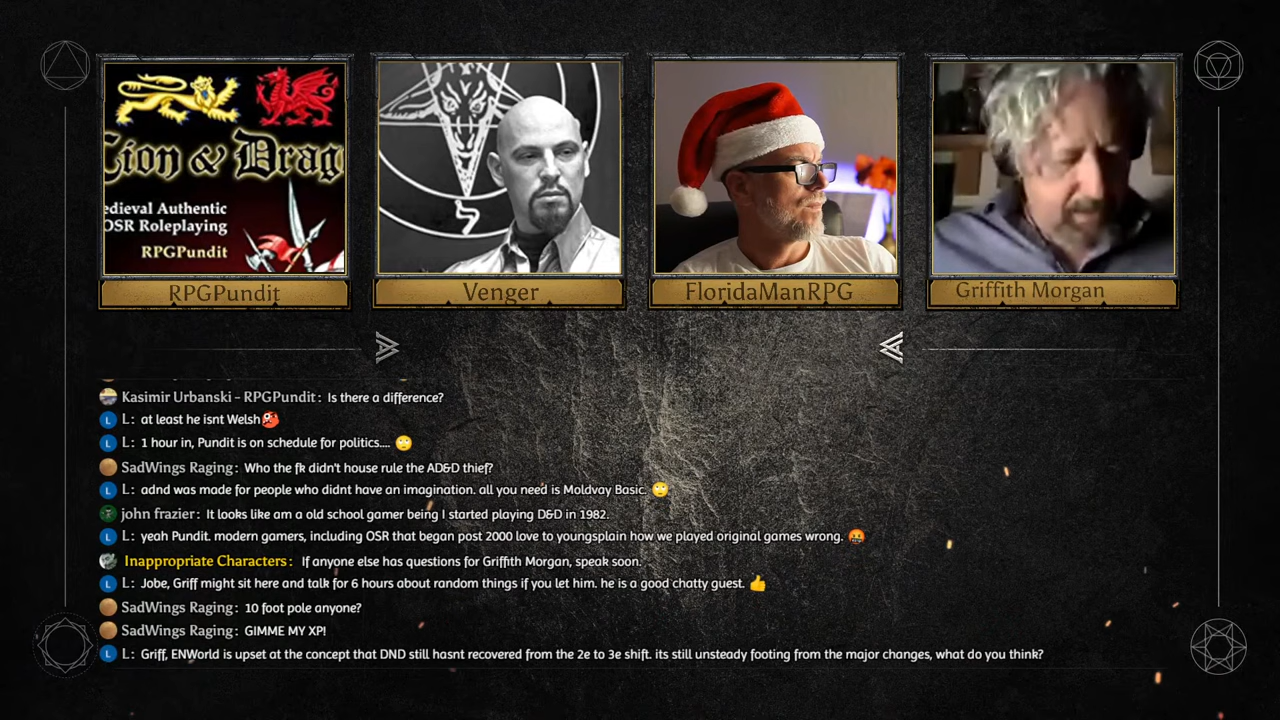 Lion & Drag
edieval Authentic
OSR Roleplaying
RPGPundit
RPGPundit
Venger
FloridaManRPG
Griffith Morgan
Kasimir Urbanski - RPGPundit: Is there a difference?
L: at least he isnt Welsh👹
L: 1 hour in, Pundit is on schedule for politics.... 🙄
SadWings Raging: Who the fk didn't house rule the AD&D thief?
L: adnd was made for people who didnt have an imagination. all you need is Moldvay Basic. 🙄
john frazier: It looks like am a old school gamer being I started playing D&D in 1982.
L: yeah Pundit. modern gamers, including OSR that began post 2000 love to youngsplain how we played original games wrong. 🤬
Inappropriate Characters: If anyone else has questions for Griffith Morgan, speak soon.
L: Jobe, Griff might sit here and talk for 6 hours about random things if you let him. he is a good chatty guest. 👍
SadWings Raging: 10 foot pole anyone?
SadWings Raging: GIMME MY XP!
L: Griff, ENWorld is upset at the concept that DND still hasnt recovered from the 2e to 3e shift. its still unsteady footing from the major changes, what do you think?